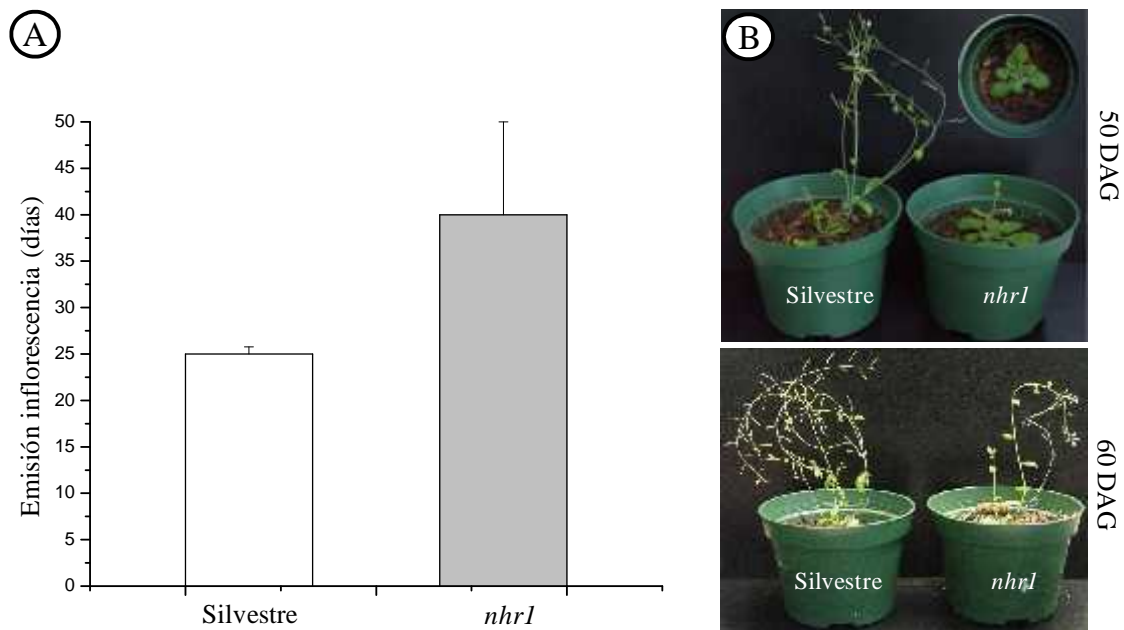 A
Emisión inflorescencia (días)
50
45
40
35
30
25
20
15
10
5
0
Silvestre
nhr1
B
50 DAG
Silvestre
nhr1
60 DAG
Silvestre
nhr1